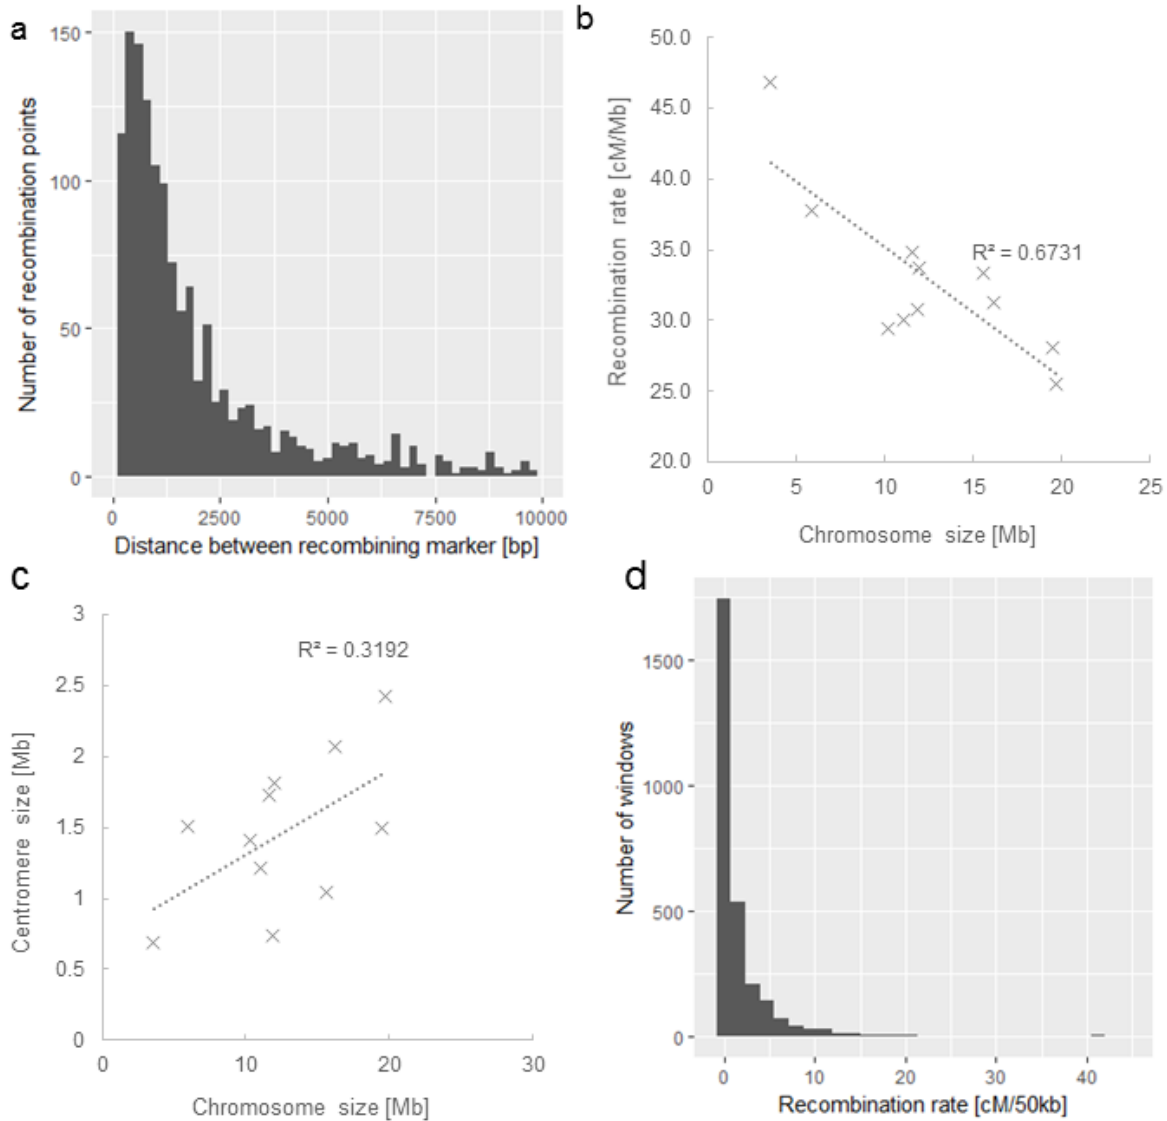 a
150
100
50
0
Number of recombination points
0 2500 5000 7500 10000
Distance between recombining marker [bp]
b
50.0
45.0
40.0
35.0
30.0
25.0
20.0
Recombination rate [cM/Mb]
R² = 0.6731
0 5 10 15 20 25
Chromosome size [Mb]
c
3
2.5
2
1.5
1
0.5
0
Centromere size [Mb]
R² = 0.3192
0 10 20 30
Chromosome size [Mb]
d
1500
1000
500
0
Number of windows
0 10 20 30 40
Recombination rate [cM/50kb]